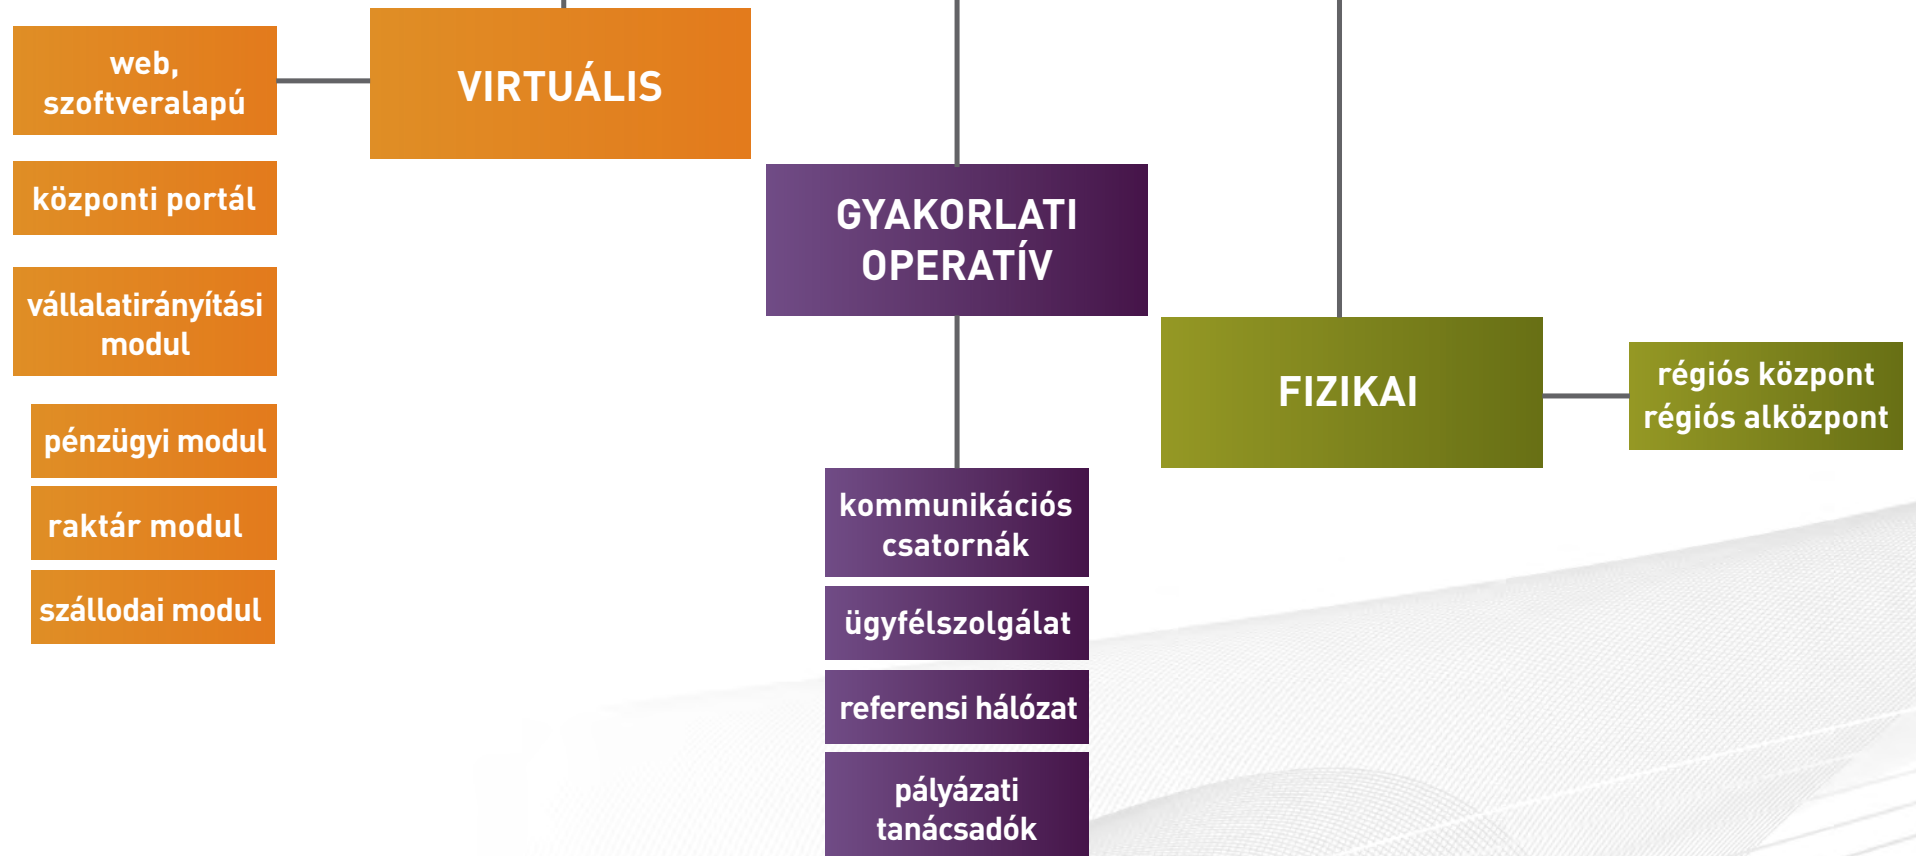 web,
szoftveralapú
VIRTUÁLIS
központi portál
vállalatirányítási
modul
pénzügyi modul
raktár modul
szállodai modul
GYAKORLATI
OPERATÍV
kommunikációs
csatornák
ügyfélszolgálat
referensi hálózat
pályázati
tanácsadók
FIZIKAI
régiós központ
régiós alközpont